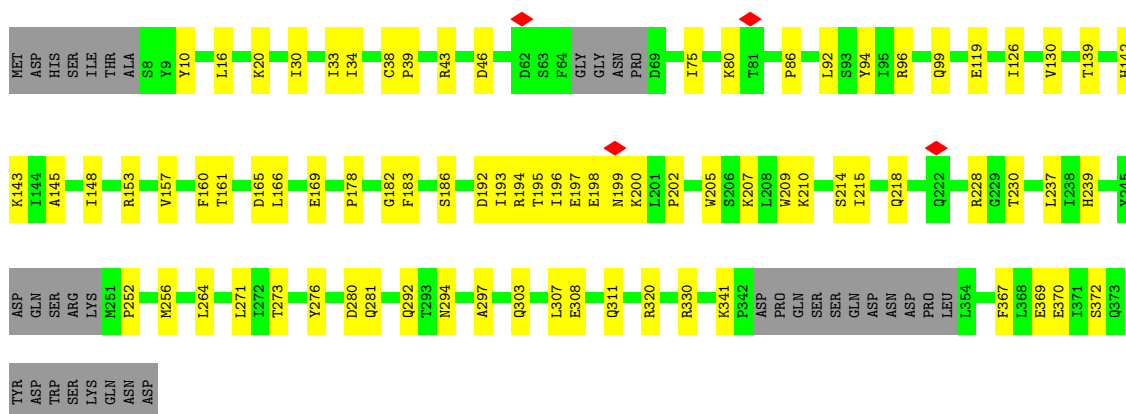 MET ASP HIS SER ILE THR ALA S8 Y9 Y10 L16 K20 I30 I33 I34 C38 P39 R43 D46 D62 S63 F64 GLY GLY ASN PRO D69 I75 K80 T81 P86 L92 S93 Y94 I95 R96 Q99 E119 I126 V130 T139 H142
K143 I144 A145 I148 R153 V157 F160 T161 D165 L166 E169 P178 G182 F183 S186 D192 I193 R194 T195 I196 E197 E198 N199 K200 L201 P202 W205 S206 K207 L208 W209 K210 S214 I215 Q218 Q222 R228 G229 T230 L237 I238 H239 Y245
ASP GLN SER ARG LYS M251 P252 M256 L264 L271 I272 T273 Y276 D280 Q281 Q292 T293 N294 A297 Q303 L307 E308 Q311 R320 R330 K341 P342 ASP PRO GLN SER SER GLN ASP ASN ASP PRO LEU L354 F367 L368 E369 E370 I371 S372 Q373
TYR ASP TRP SER LYS GLN ASN ASP